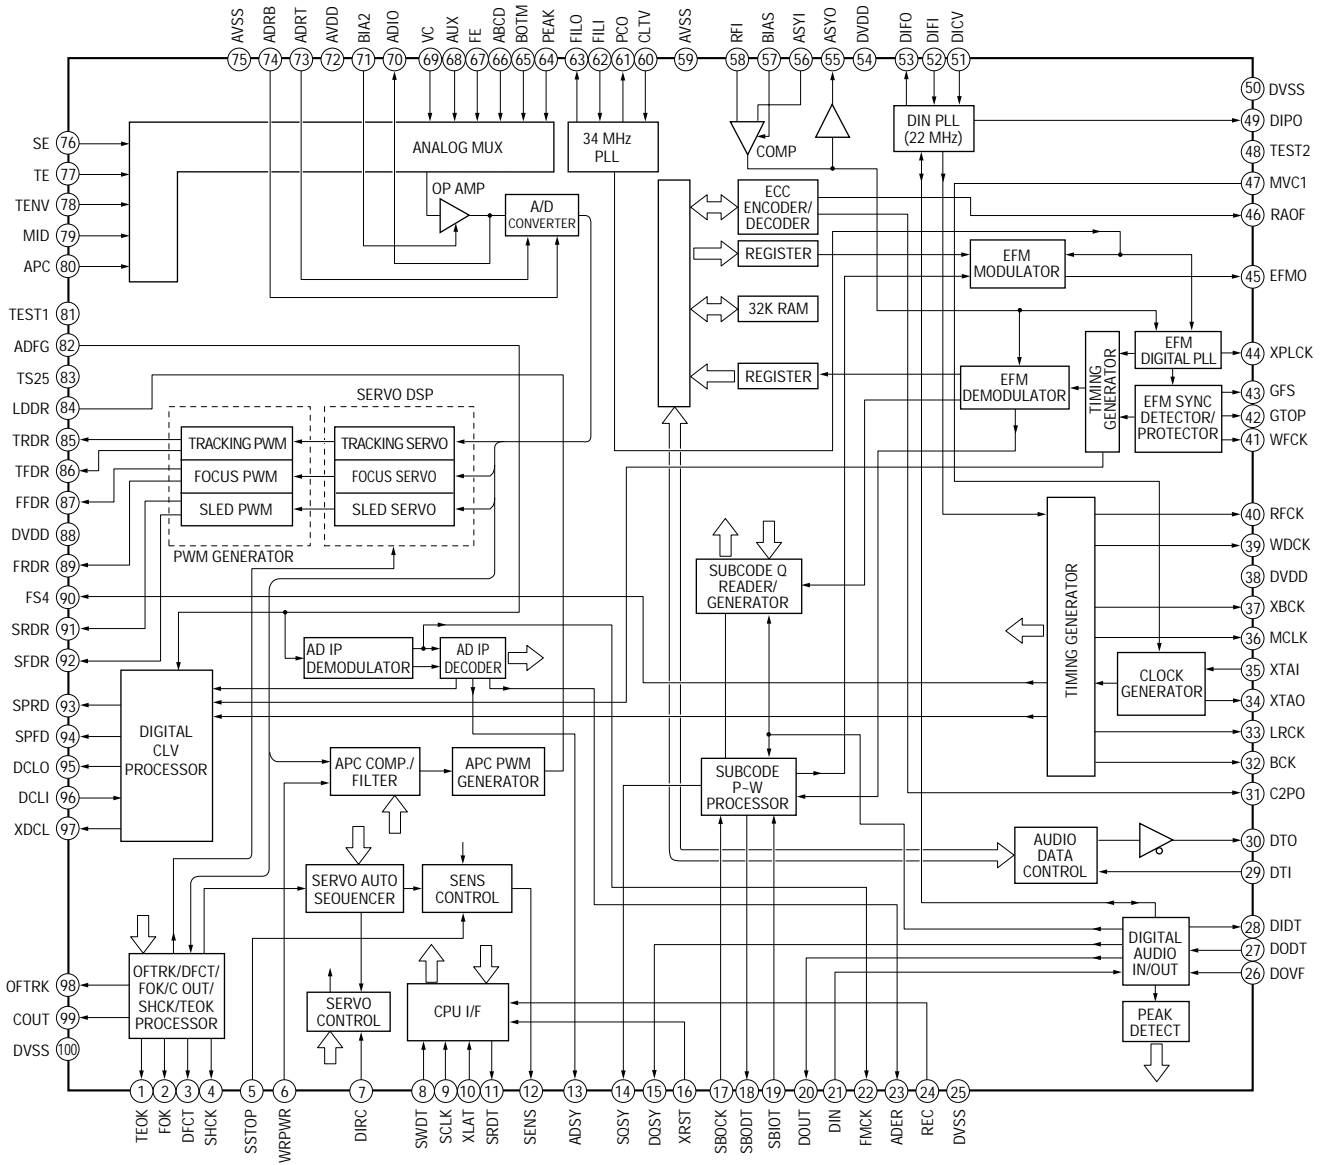 AVSS 75
ADRB 74
ADRT 73
AVDD 72
BIA2 71
ADIO 70
VC 69
AUX 68
FE 67
ABCD 66
BOTM 65
PEAK 64
FILO 63
FILI 62
PCO 61
CLTV 60
AVSS 59
RFI 58
BIAS 57
ASYI 56
ASYO 55
DVDD 54
DIFO 53
DIFI 52
DICV 51
50 DVSS
49 DIPO
48 TEST2
47 MVC1
46 RAOF
45 EFMO
44 XPLCK
43 GFS
42 GTOP
41 WFCK
40 RFCK
39 WDCK
38 DVDD
37 XBCK
36 MCLK
35 XTAI
34 XTAO
33 LRCK
32 BCK
31 C2PO
30 DTO
29 DTI
28 DIDT
27 DODT
26 DOVF
SE 76
TE 77
TENV 78
MID 79
APC 80
TEST1 81
ADFG 82
TS25 83
LDDR 84
TRDR 85
TFDR 86
FFDR 87
DVDD 88
FRDR 89
FS4 90
SRDR 91
SFDR 92
SPRD 93
SPFD 94
DCLO 95
DCLI 96
XDCL 97
OFTRK 98
COUT 99
DVSS 100
ANALOG MUX
34 MHz
PLL
COMP
DIN PLL
(22 MHz)
OP AMP
A/D
CONVERTER
ECC
ENCODER/
DECODER
REGISTER
32K RAM
REGISTER
EFM
MODULATOR
EFM
DIGITAL PLL
EFM
DEMODULATOR
TIMING
GENERATOR
EFM SYNC
DETECTOR/
PROTECTOR
SERVO DSP
TRACKING PWM
FOCUS PWM
SLED PWM
TRACKING SERVO
FOCUS SERVO
SLED SERVO
PWM GENERATOR
SUBCODE Q
READER/
GENERATOR
TIMING GENERATOR
CLOCK
GENERATOR
AD IP
DEMODULATOR
AD IP
DECODER
DIGITAL
CLV
PROCESSOR
APC COMP./
FILTER
APC PWM
GENERATOR
SUBCODE
P~W
PROCESSOR
AUDIO
DATA
CONTROL
SERVO AUTO
SEOUENCER
SENS
CONTROL
DIGITAL
AUDIO
IN/OUT
OFTRK/DFCT/
FOK/C OUT/
SHCK/TEOK
PROCESSOR
SERVO
CONTROL
CPU I/F
PEAK
DETECT
1 TEOK
2 FOK
3 DFCT
4 SHCK
5 SSTOP
6 WRPWR
7 DIRC
8 SWDT
9 SCLK
10 XLAT
11 SRDT
12 SENS
13 ADSY
14 SQSY
15 DQSY
16 XRST
17 SBOCK
18 SBODT
19 SBIOT
20 DOUT
21 DIN
22 FMCK
23 ADER
24 REC
25 DVSS